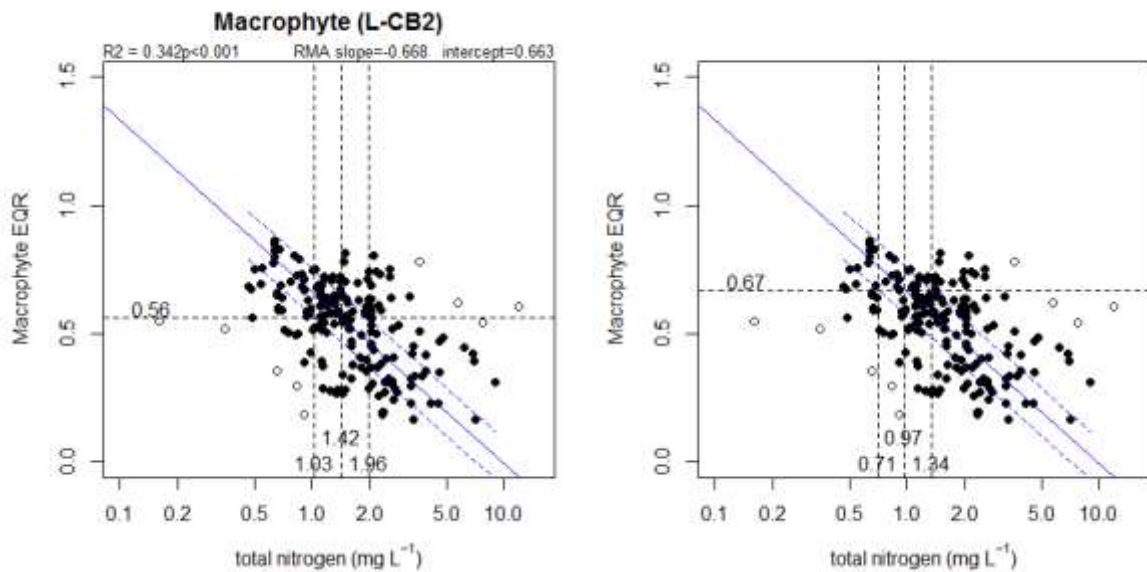 Macrophyte (L-CB2)
R2 = 0.342p<0.001 RMA slope=-0.668 intercept=0.663
Macrophyte EQR
1.5
1.0
0.5
0.0
0.56
1.42
1.03 1.96
0.1 0.2 0.5 1.0 2.0 5.0 10.0
total nitrogen (mg L⁻¹)
Macrophyte EQR
1.5
1.0
0.5
0.0
0.67
0.97
0.71 1.34
0.1 0.2 0.5 1.0 2.0 5.0 10.0
total nitrogen (mg L⁻¹)